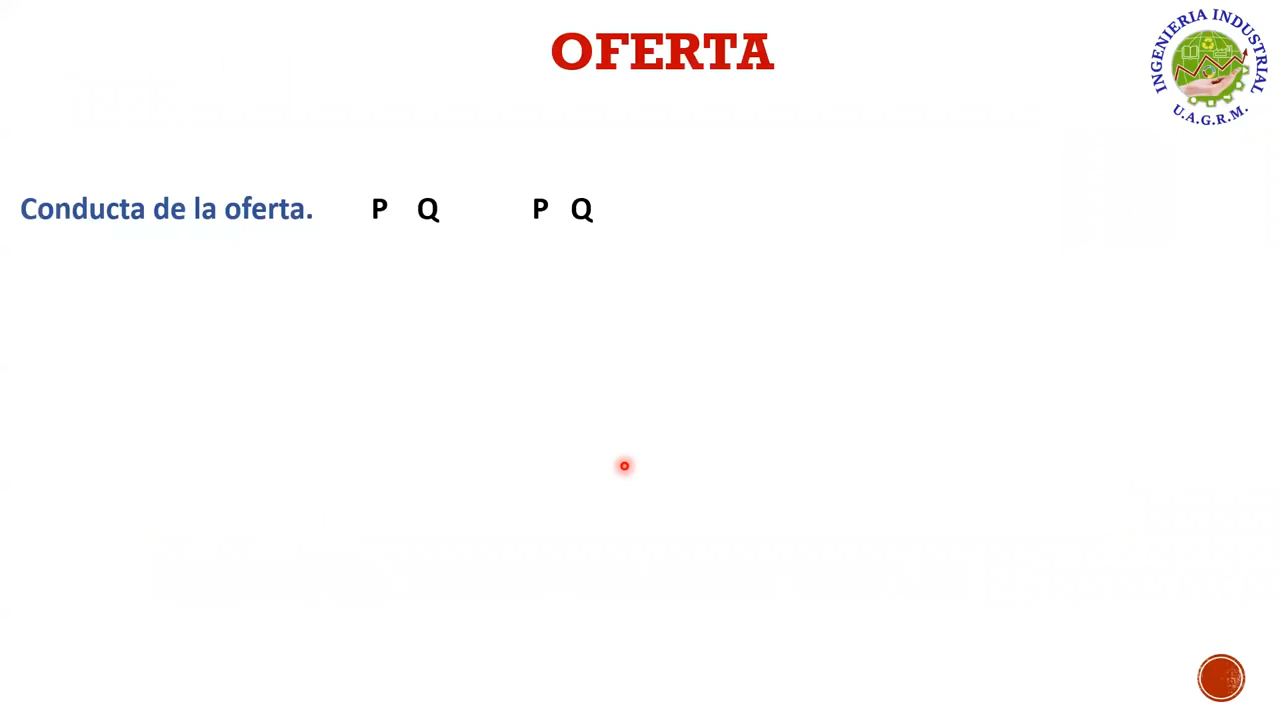 OFERTA
INGENIERIA INDUSTRIAL
U.A.G.R.M.
Conducta de la oferta. P Q P Q